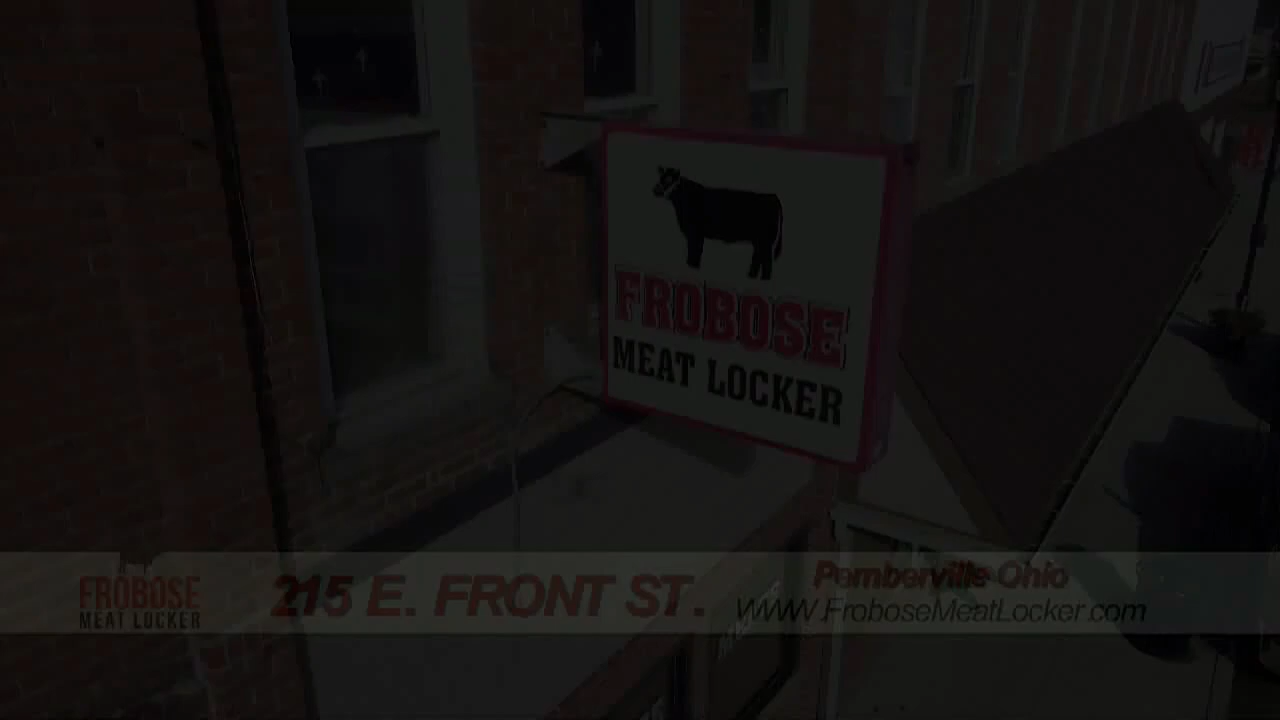 FROBOSE
MEAT LOCKER
FROBOSE
MEAT LOCKER
215 E. FRONT ST.
Pemberville Ohio
WWW.FroboseMeatLocker.com